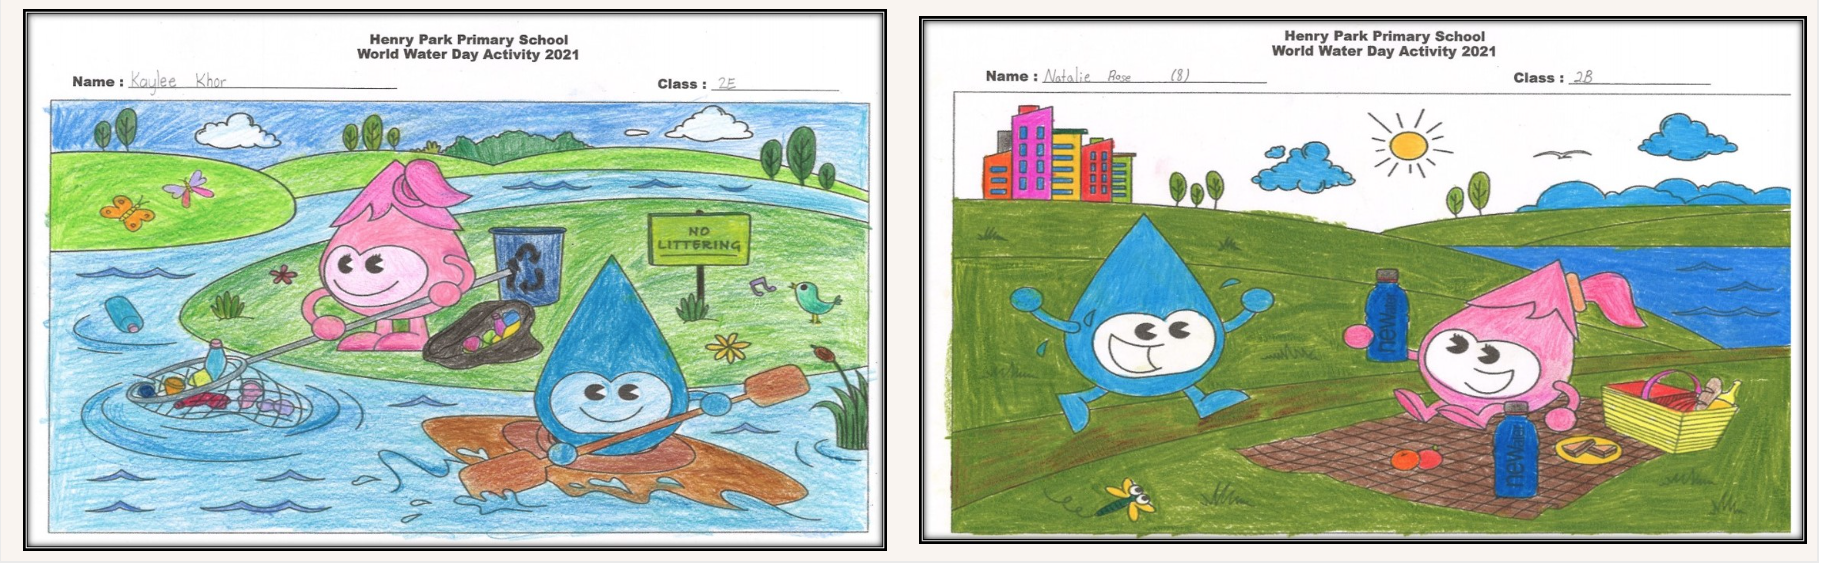 Henry Park Primary School
World Water Day Activity 2021
Name : Kaylee Khor
Class : 2E
NO
LITTERING
Henry Park Primary School
World Water Day Activity 2021
Name : Natalie Rose (8)
Class : 2B
newater
newater